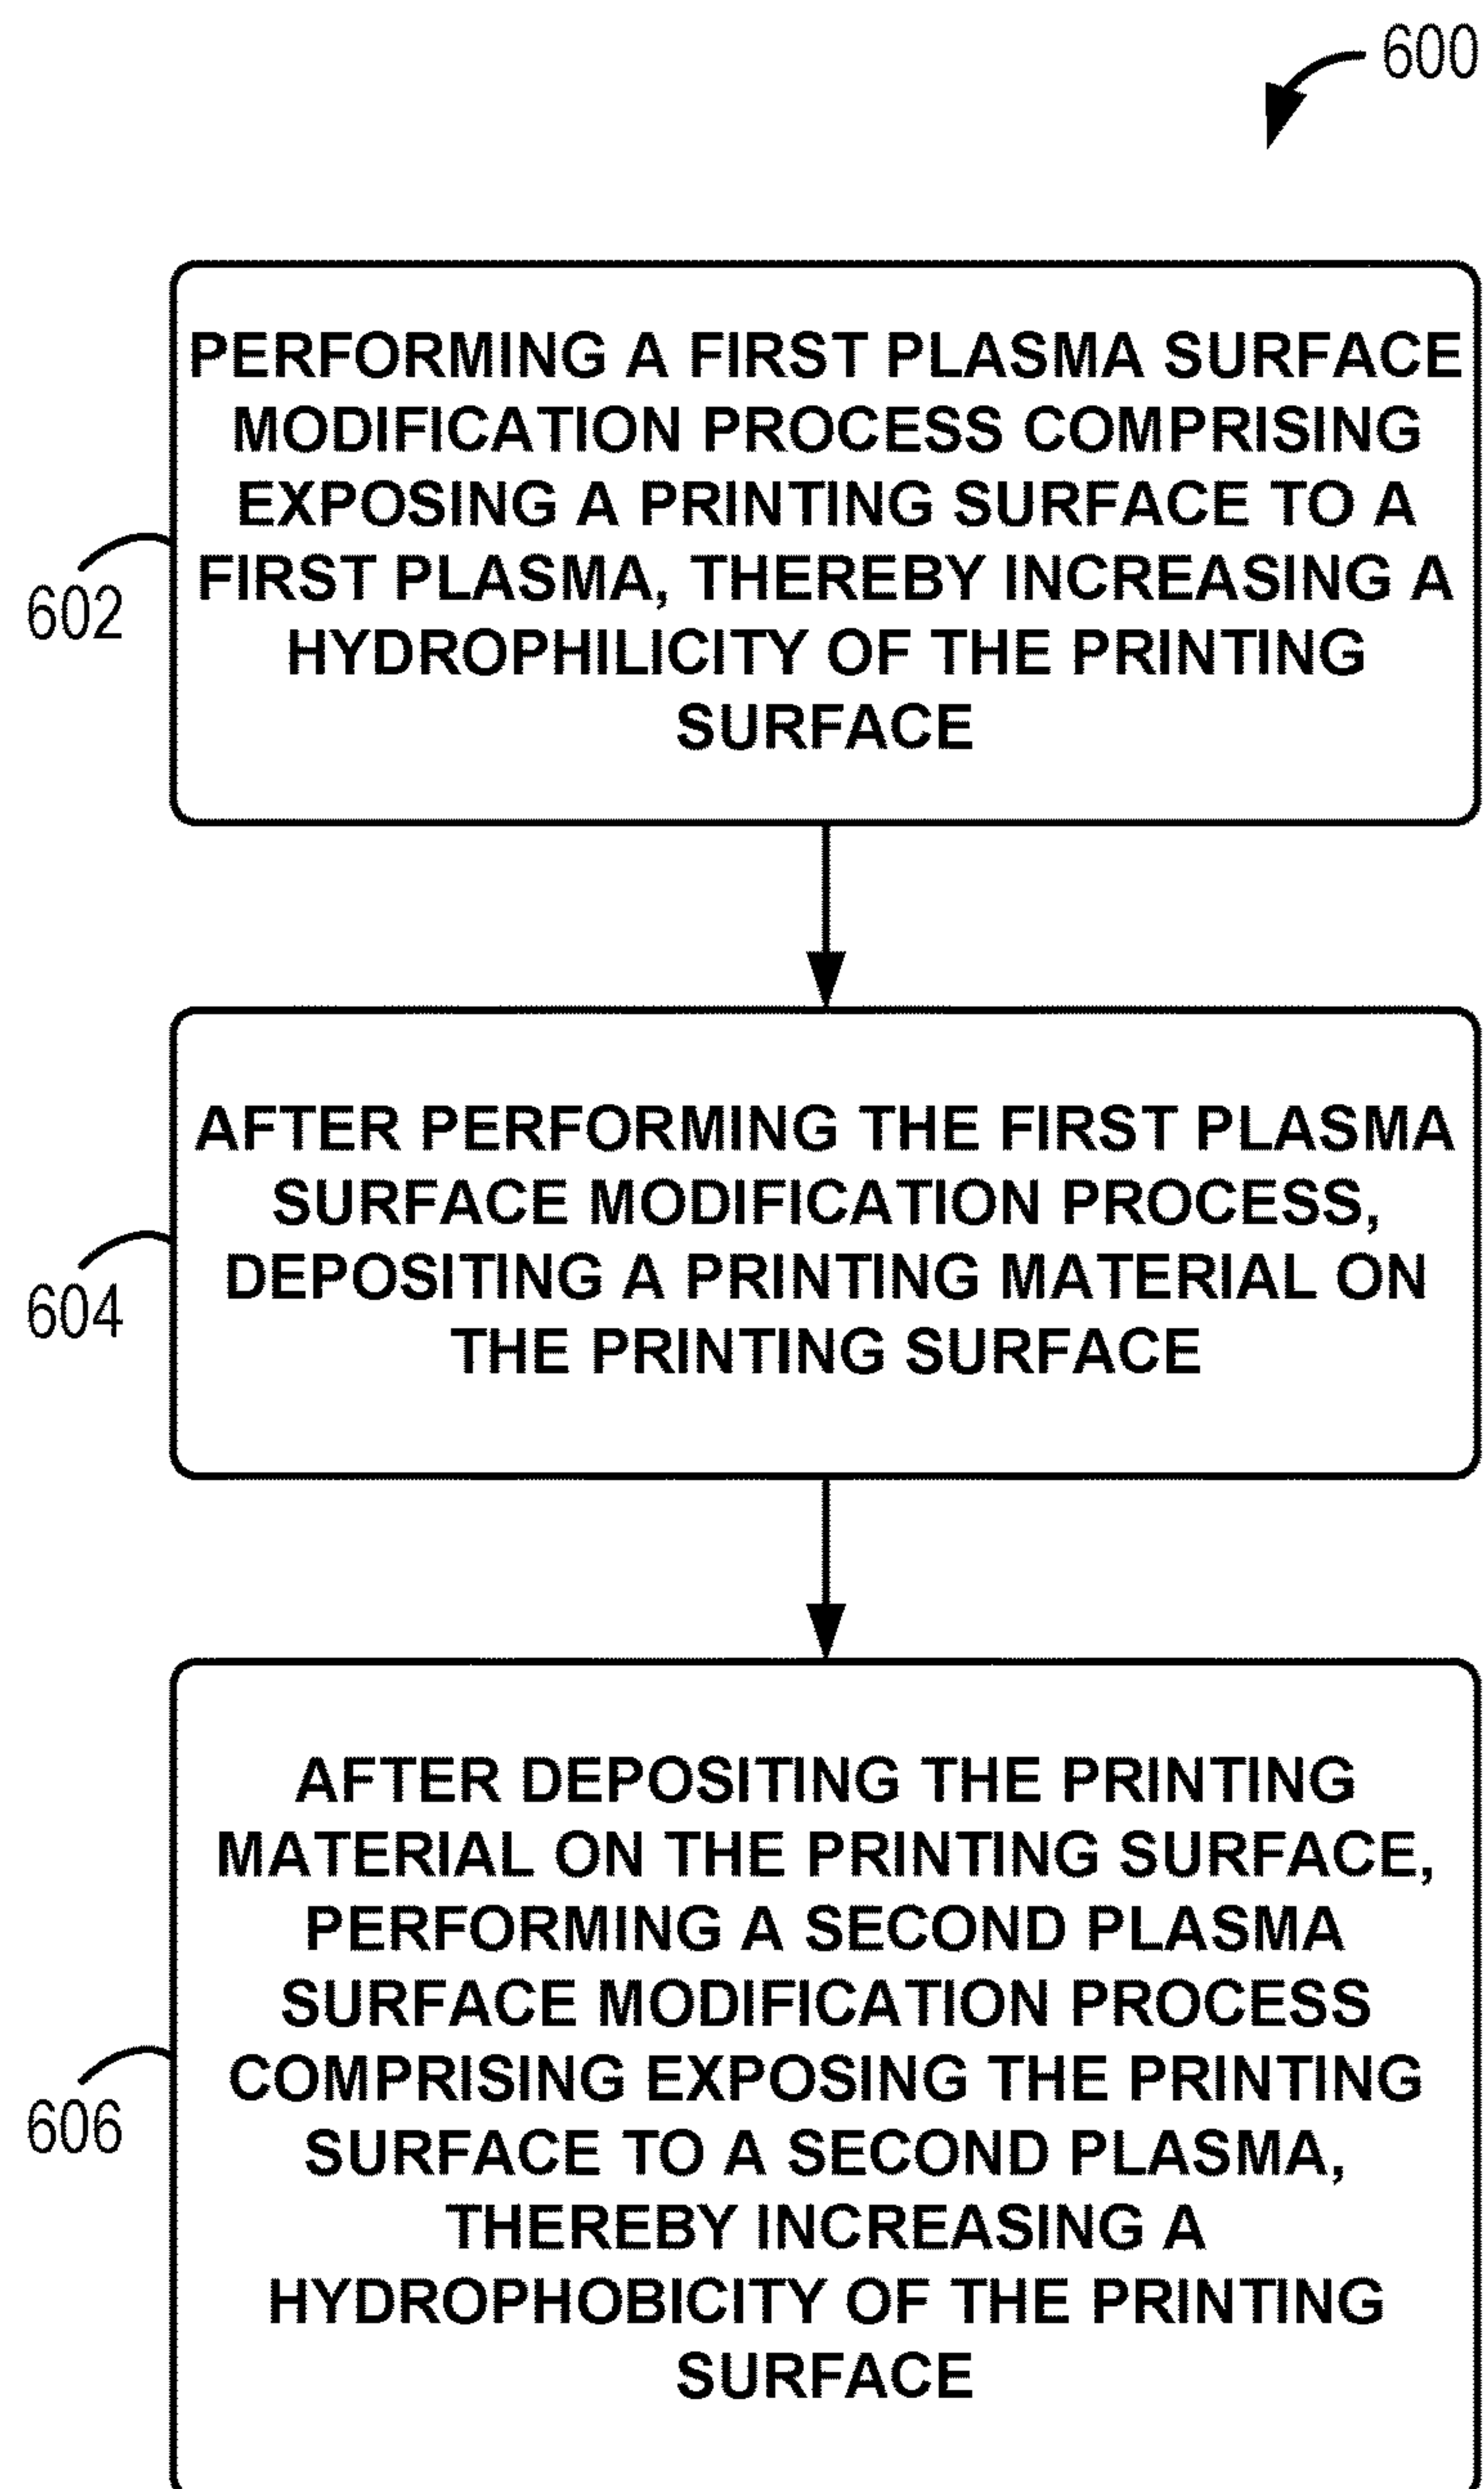 600
PERFORMING A FIRST PLASMA SURFACE
MODIFICATION PROCESS COMPRISING
EXPOSING A PRINTING SURFACE TO A
FIRST PLASMA, THEREBY INCREASING A
HYDROPHILICITY OF THE PRINTING
SURFACE
602
AFTER PERFORMING THE FIRST PLASMA
SURFACE MODIFICATION PROCESS,
DEPOSITING A PRINTING MATERIAL ON
THE PRINTING SURFACE
604
AFTER DEPOSITING THE PRINTING
MATERIAL ON THE PRINTING SURFACE,
PERFORMING A SECOND PLASMA
SURFACE MODIFICATION PROCESS
COMPRISING EXPOSING THE PRINTING
SURFACE TO A SECOND PLASMA,
THEREBY INCREASING A
HYDROPHOBICITY OF THE PRINTING
SURFACE
606